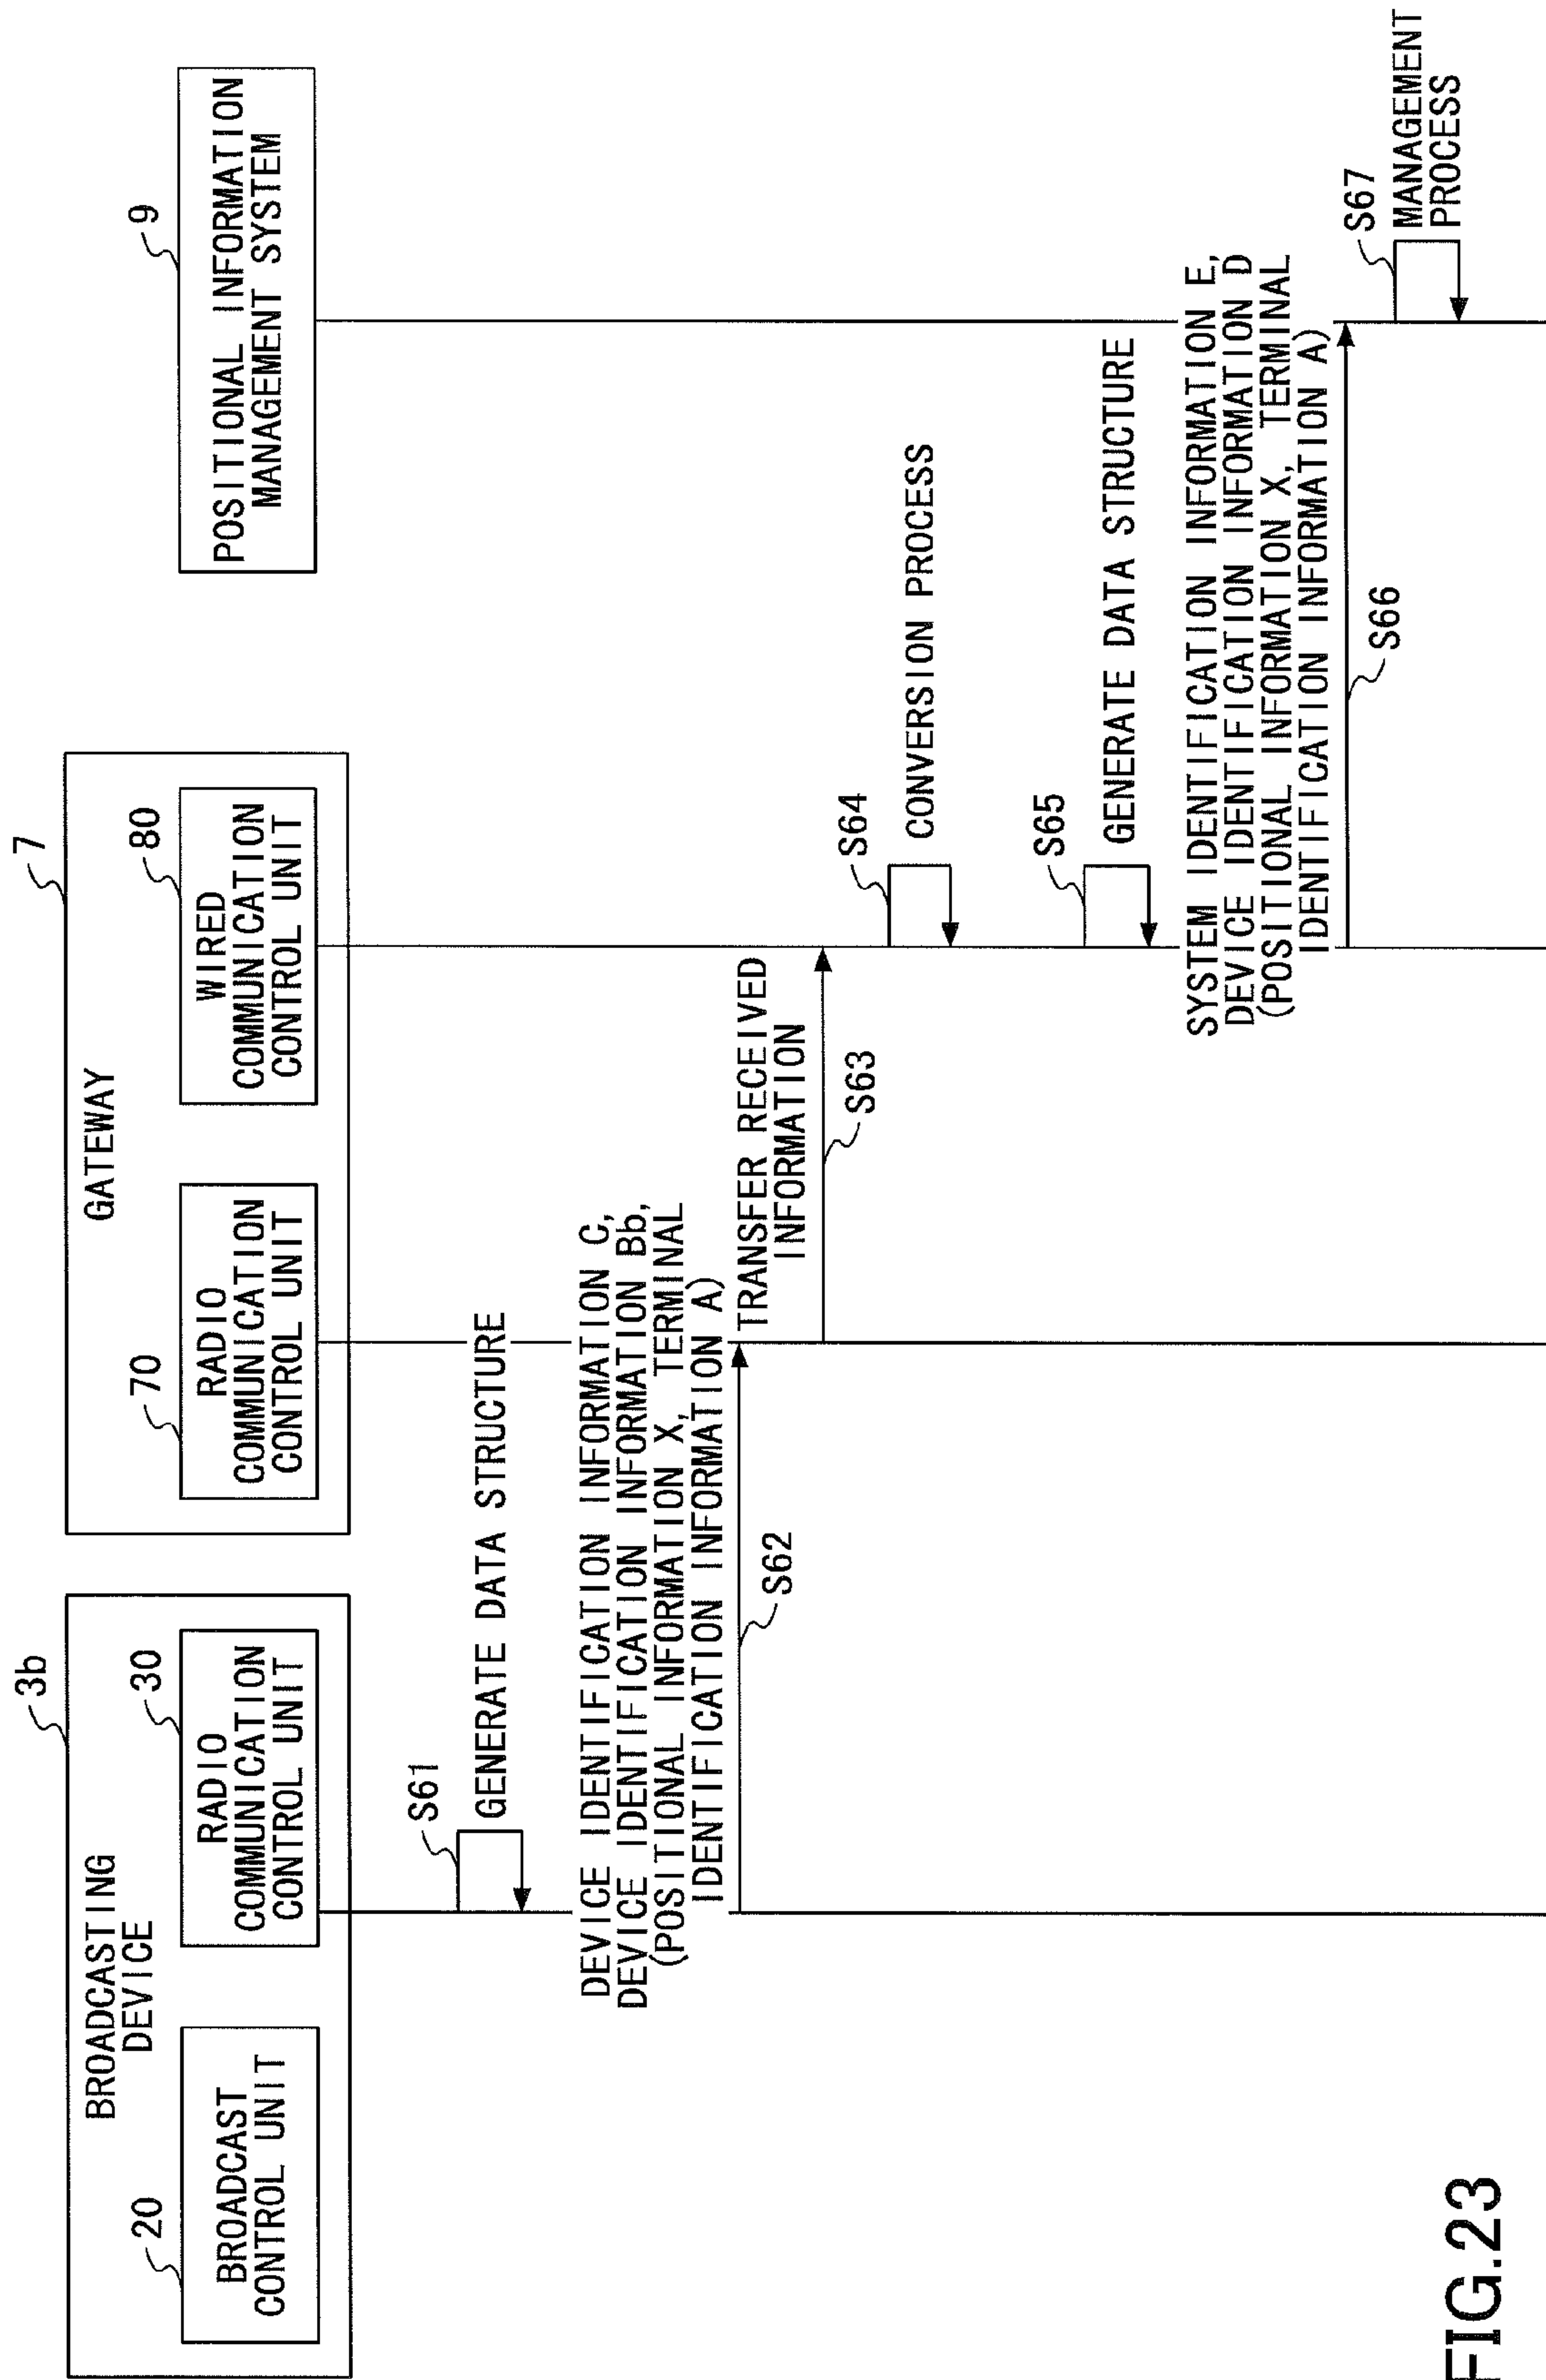 3b
BROADCASTING
DEVICE
20
BROADCAST
CONTROL UNIT
30
RADIO
COMMUNICATION
CONTROL UNIT
7
GATEWAY
70
RADIO
COMMUNICATION
CONTROL UNIT
80
WIRED
COMMUNICATION
CONTROL UNIT
9
POSITIONAL INFORMATION
MANAGEMENT SYSTEM
S61
GENERATE DATA STRUCTURE
DEVICE IDENTIFICATION INFORMATION C,
DEVICE IDENTIFICATION INFORMATION Bb,
(POSITIONAL INFORMATION X, TERMINAL
IDENTIFICATION INFORMATION A)
S62
TRANSFER RECEIVED
INFORMATION
S63
S64
CONVERSION PROCESS
S65
GENERATE DATA STRUCTURE
SYSTEM IDENTIFICATION INFORMATION E,
DEVICE IDENTIFICATION INFORMATION D
(POSITIONAL INFORMATION X, TERMINAL
IDENTIFICATION INFORMATION A)
S66
S67
MANAGEMENT
PROCESS
FIG.23